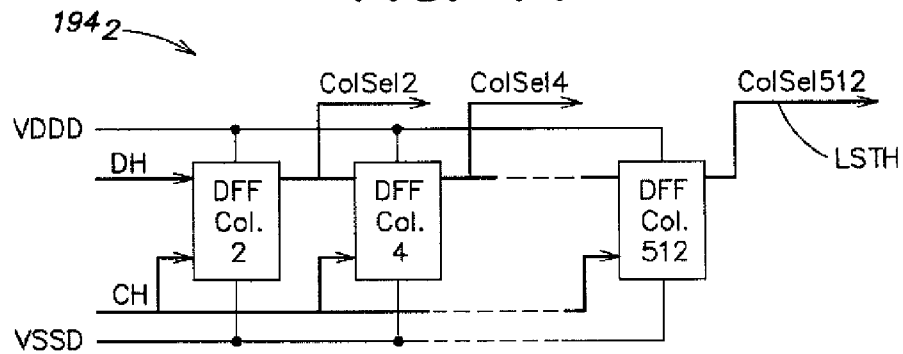 194₂
ColSel2
ColSel4
ColSel512
VDDD
DH
LSTH
DFF
Col.
2
DFF
Col.
4
DFF
Col.
512
CH
VSSD